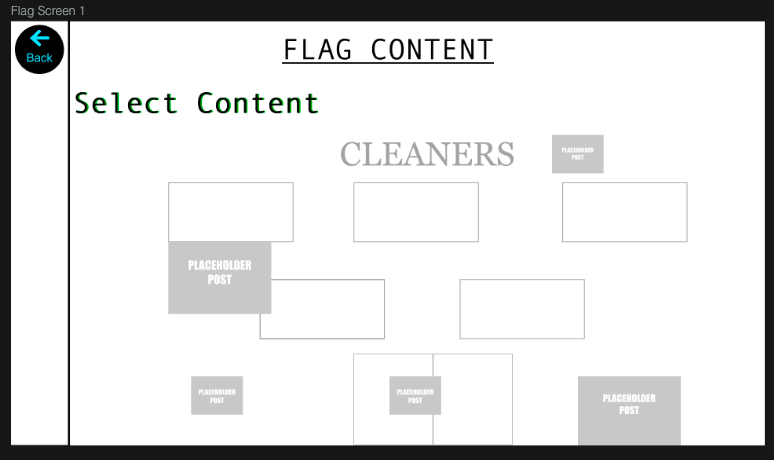 Flag Screen 1
Back
FLAG CONTENT
Select Content
CLEANERS
PLACEHOLDER
POST
PLACEHOLDER
POST
PLACEHOLDER
POST
PLACEHOLDER
POST
PLACEHOLDER
POST